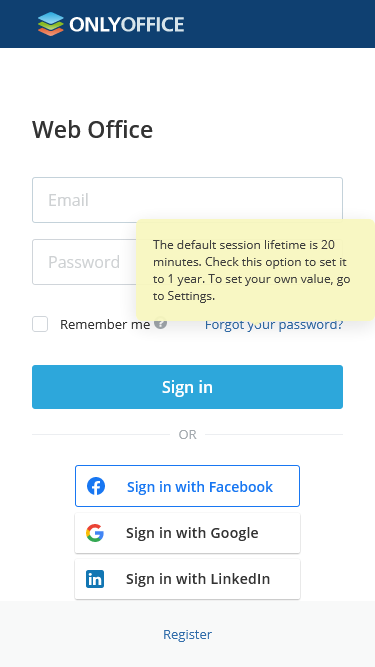 ONLYOFFICE
Web Office
Email
Password
The default session lifetime is 20
minutes. Check this option to set it
to 1 year. To set your own value, go
to Settings.
Remember me ?
Forgot your password?
Sign in
OR
Sign in with Facebook
Sign in with Google
Sign in with LinkedIn
Register